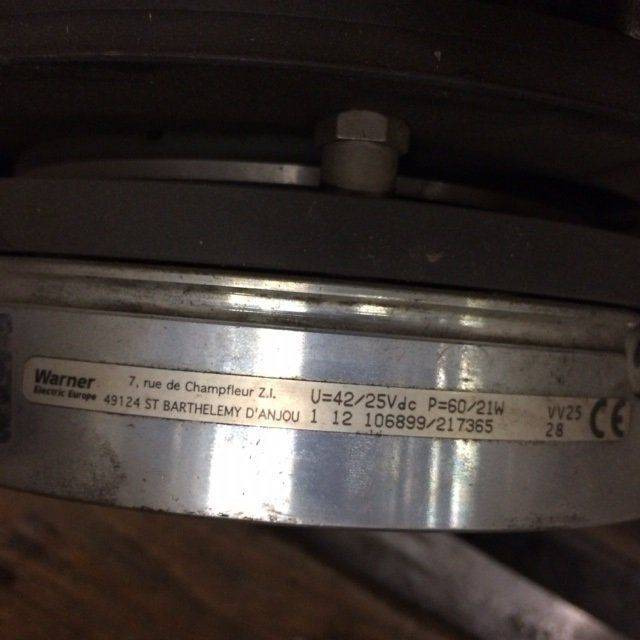 Warner
Electric Europe
7, rue de Champfleur Z.I.
49124 ST BARTHELEMY D'ANJOU
U=42/25Vdc P=60/21W VV25
1 12 106899/217365 28
CE